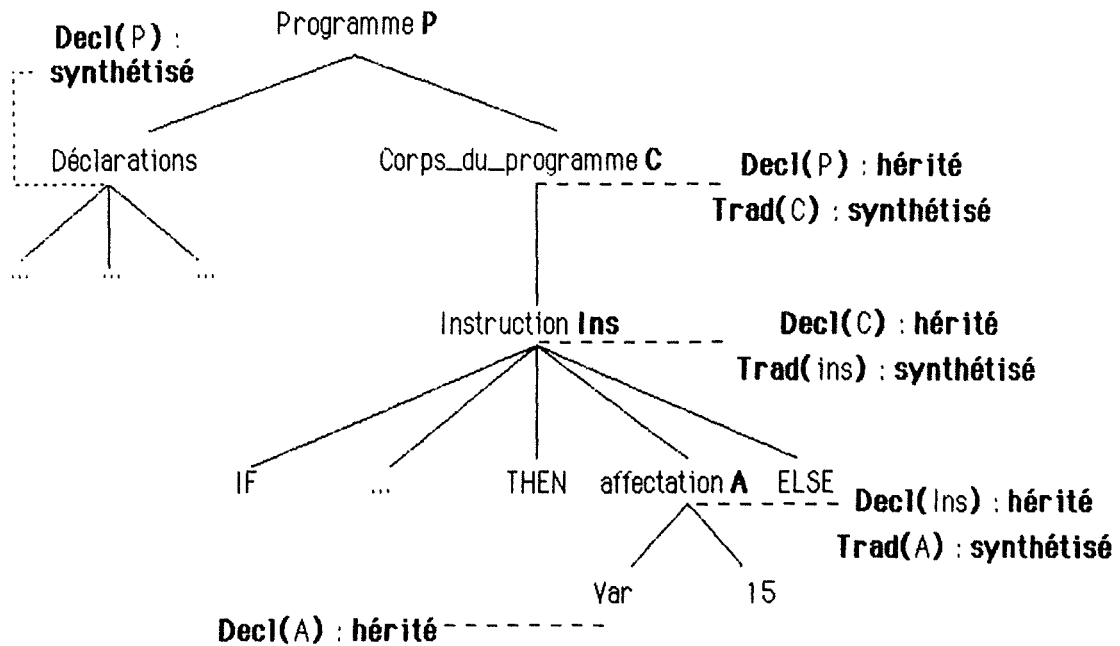 Programme P
Decl(P) :
synthétisé
Déclarations
Corps_du_programme C
Decl(P) : hérité
Trad(C) : synthétisé
... ... ...
Instruction Ins
Decl(C) : hérité
Trad(ins) : synthétisé
IF ... THEN affectation A ELSE
Decl(Ins) : hérité
Trad(A) : synthétisé
Var 15
Decl(A) : hérité